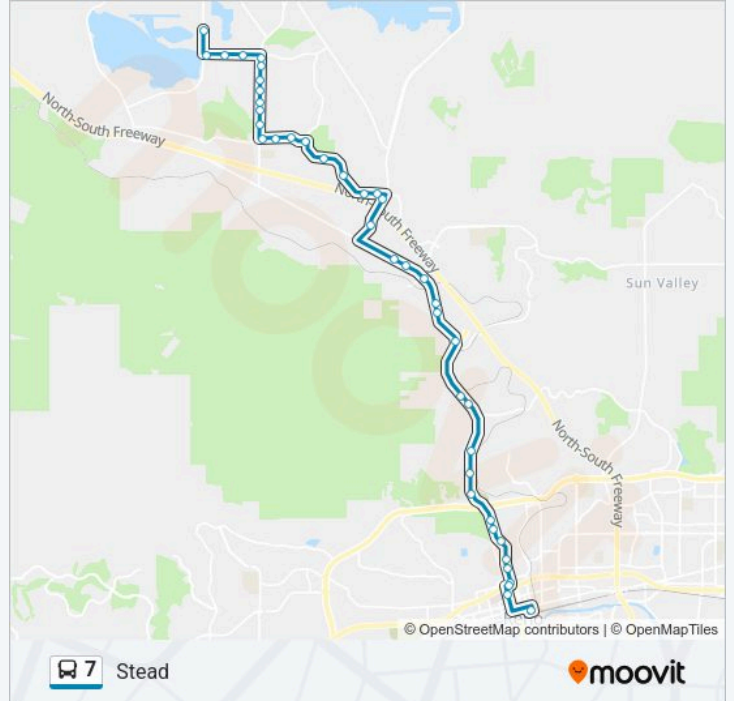 North-South Freeway
North-South Freeway
Sun Valley
North-South Freeway
© OpenStreetMap contributors | © OpenMapTiles
7 Stead
moovit